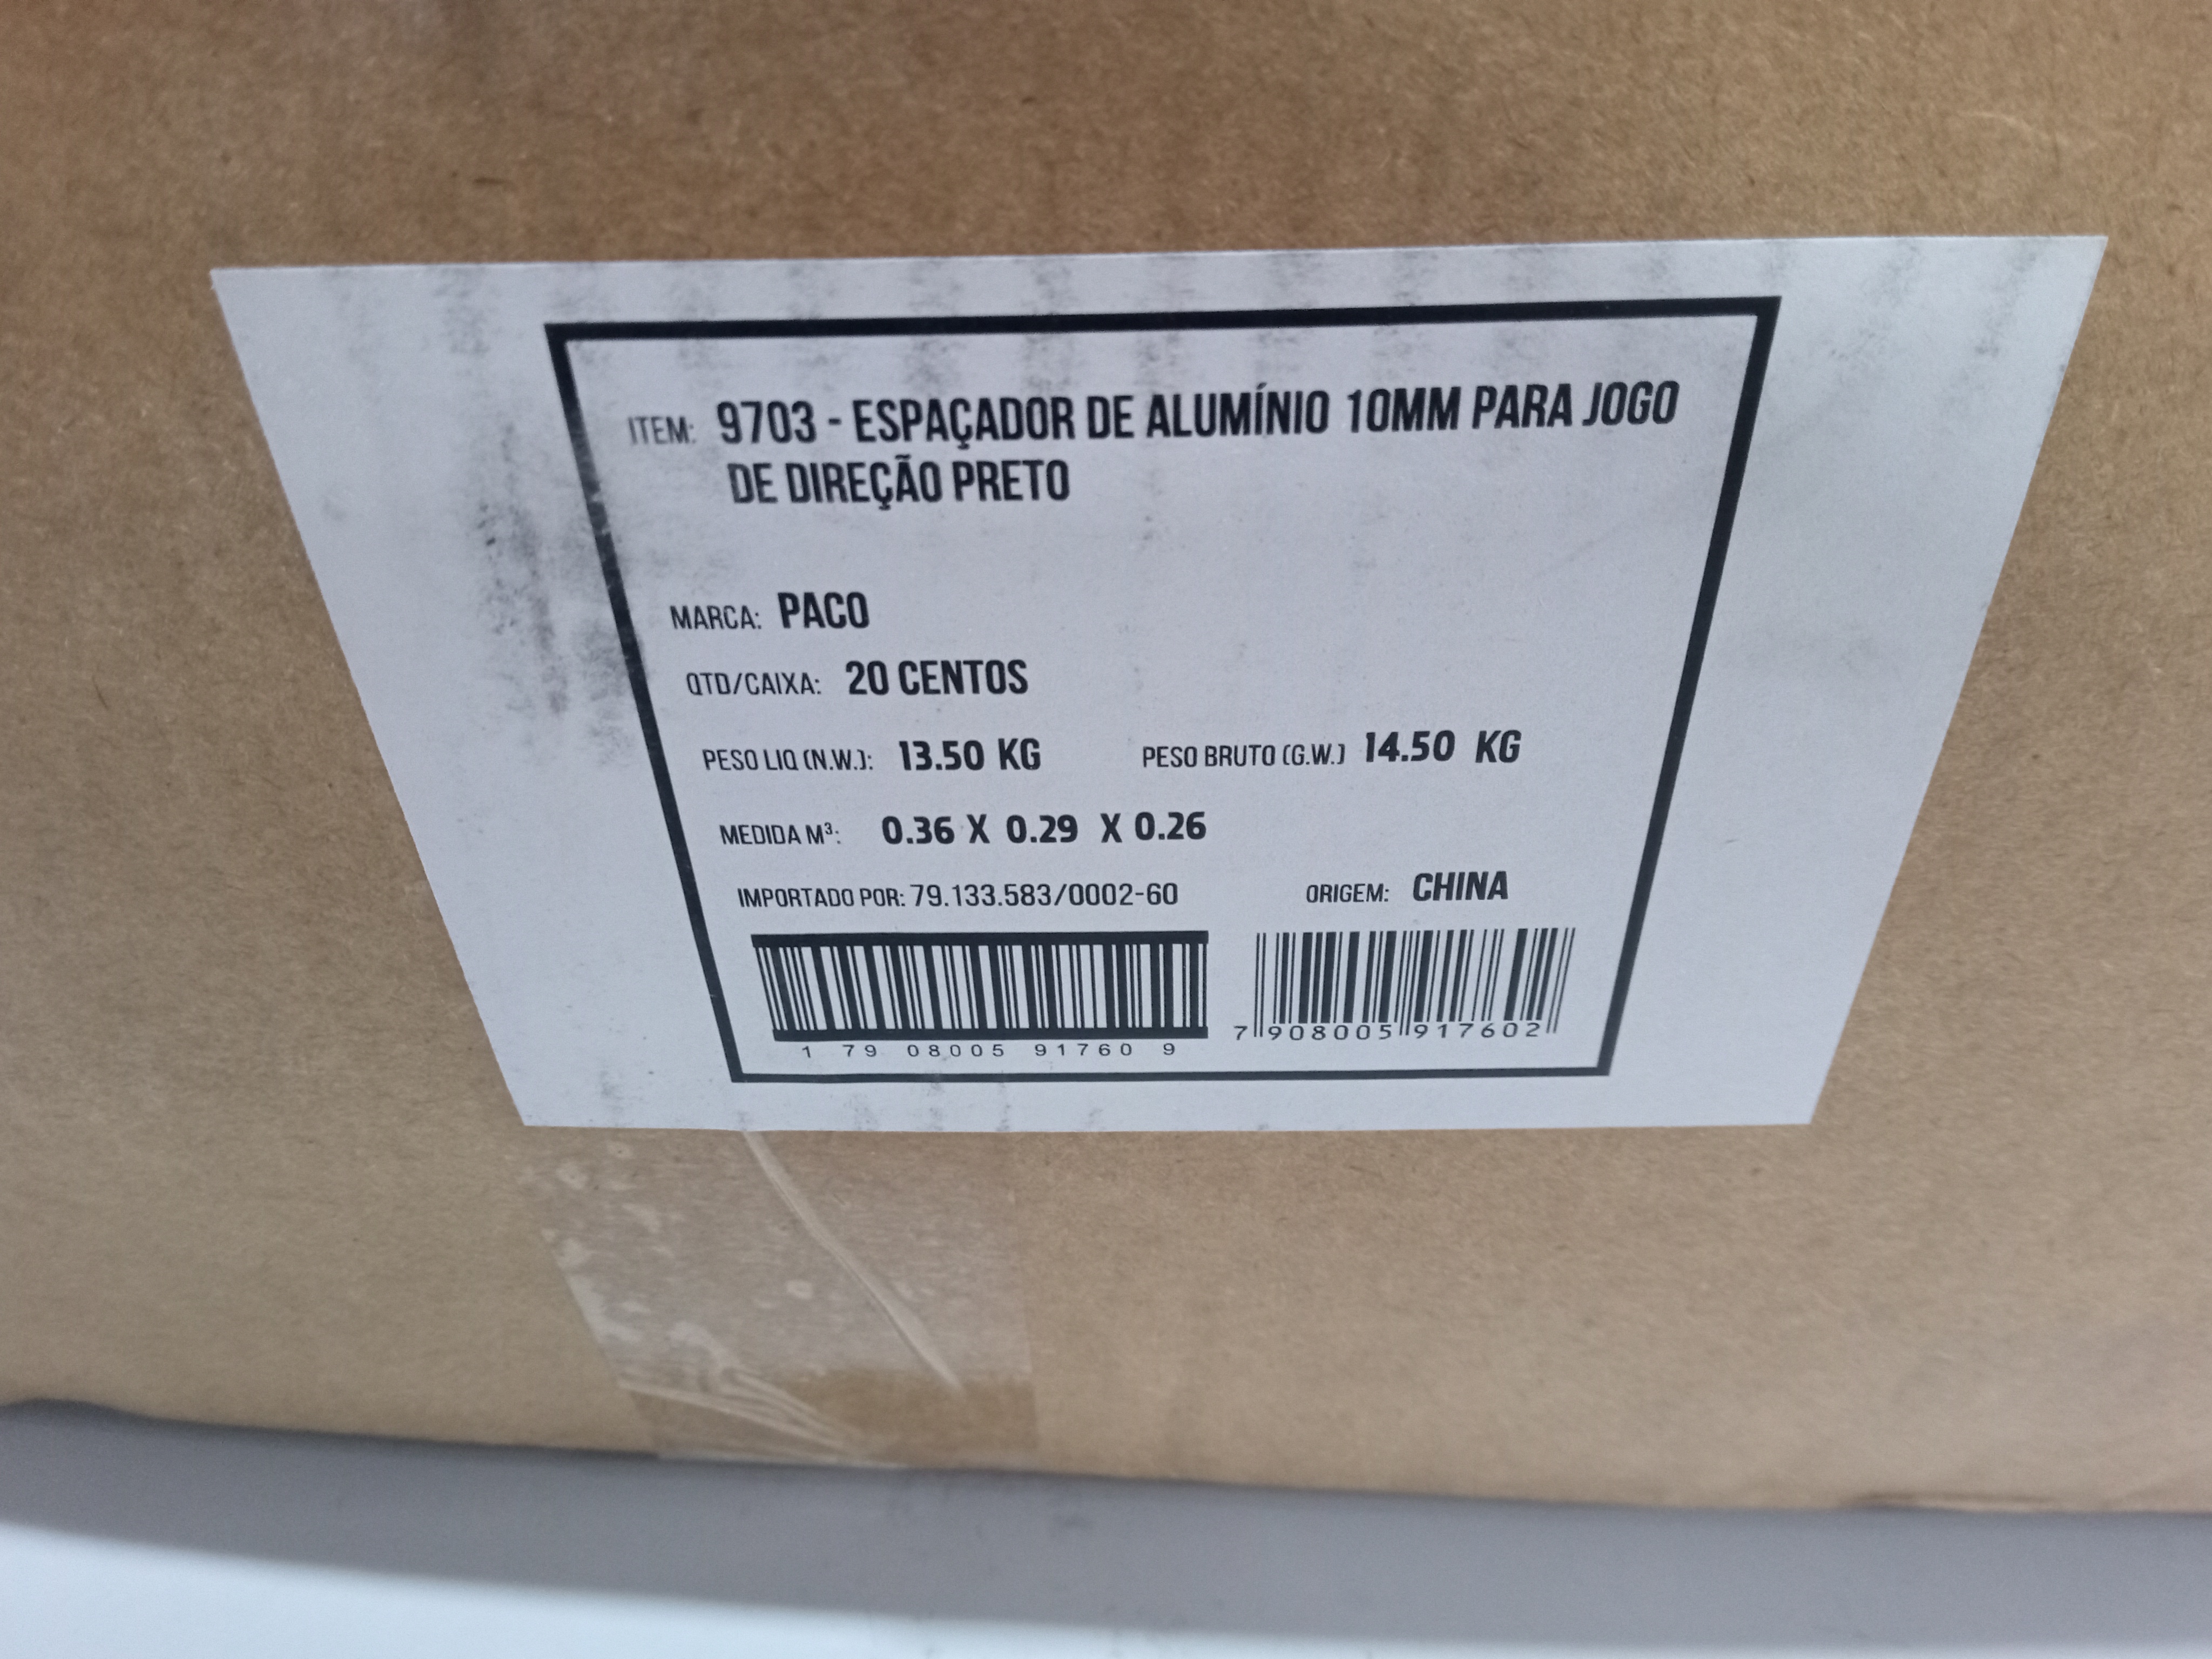 ITEM: 9703 - ESPAÇADOR DE ALUMÍNIO 10MM PARA JOGO
DE DIREÇÃO PRETO
MARCA: PACO
QTD/CAIXA: 20 CENTOS
PESO LIQ (N.W.): 13.50 KG PESO BRUTO (G.W.) 14.50 KG
MEDIDA M³: 0.36 X 0.29 X 0.26
IMPORTADO POR: 79.133.583/0002-60 ORIGEM: CHINA
1 79 08005 91760 9 7 908005 917602